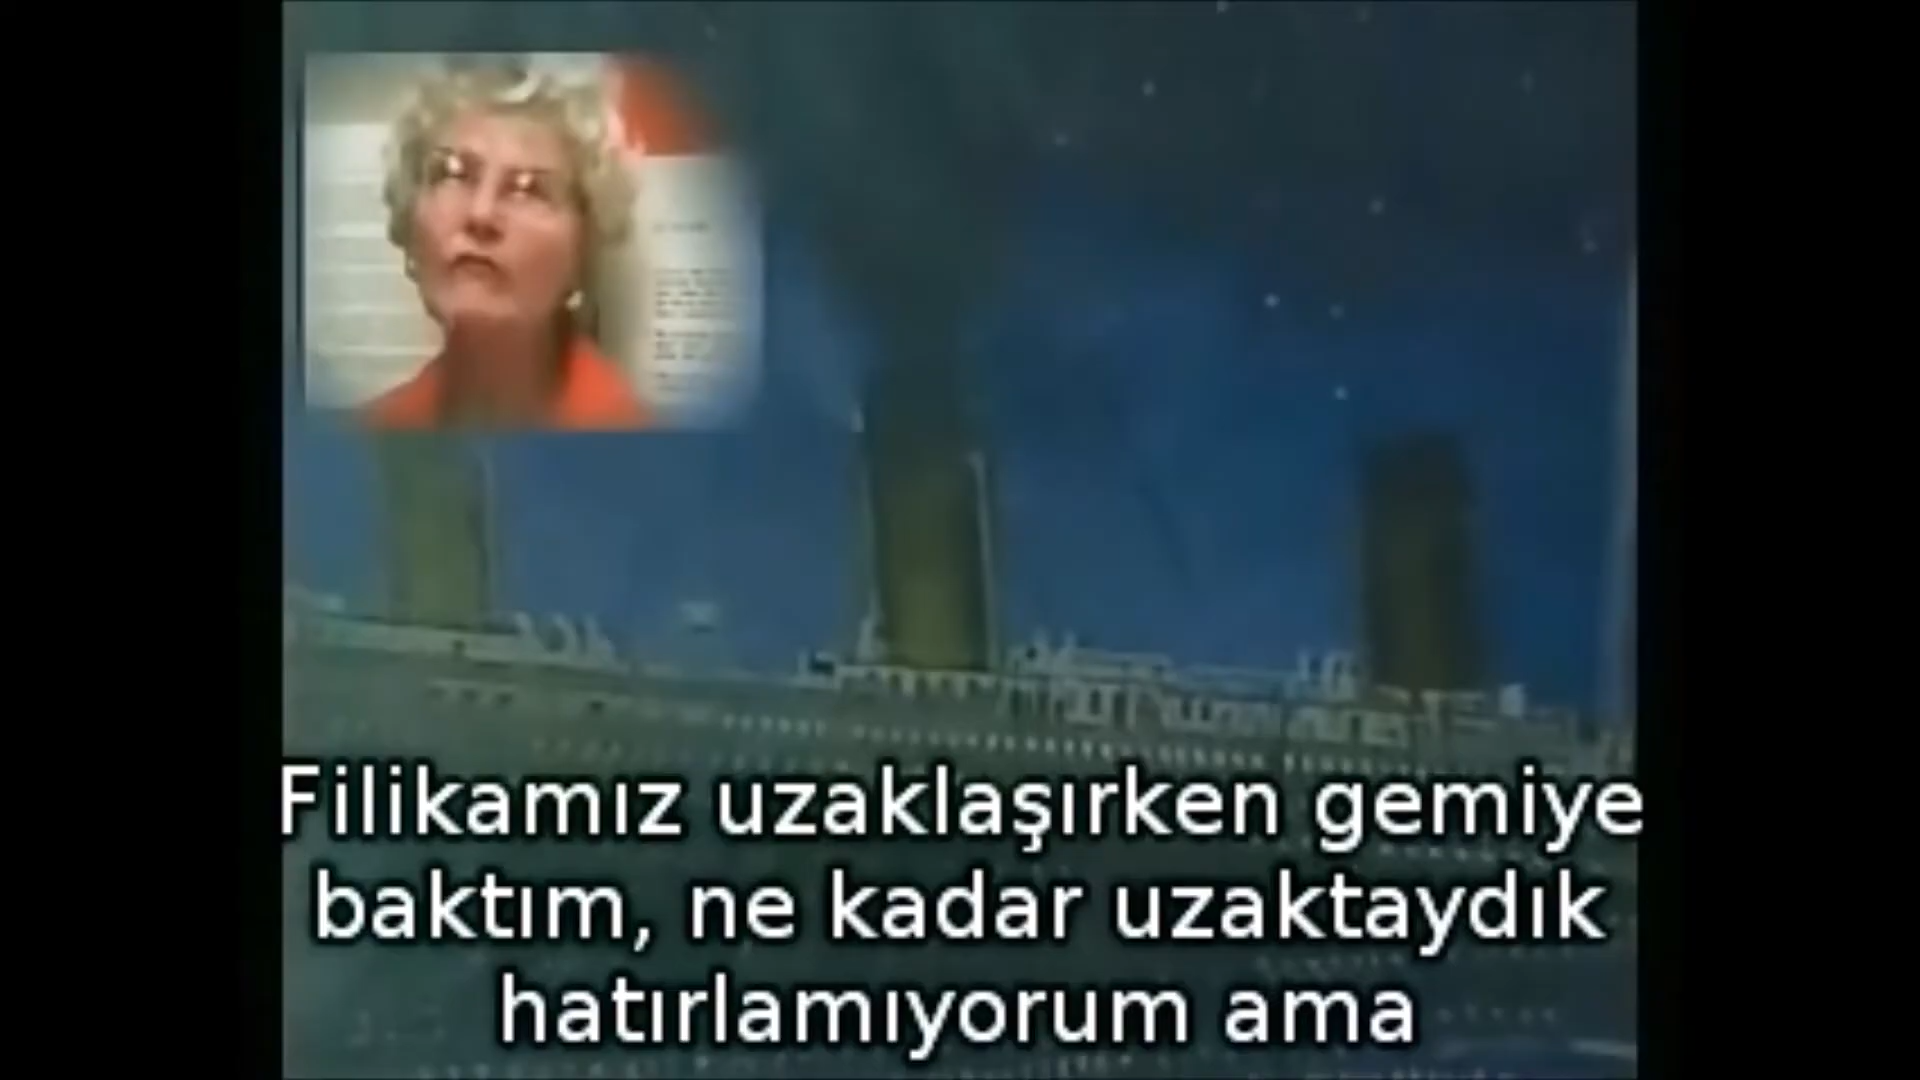 Filikamız uzaklaşırken gemiye
baktım, ne kadar uzaktaydık
hatırlamıyorum ama